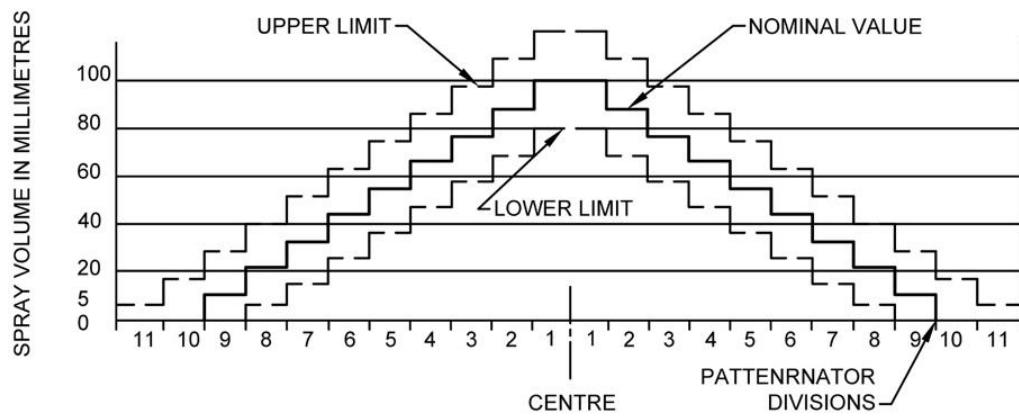 UPPER LIMIT
NOMINAL VALUE
SPRAY VOLUME IN MILLIMETRES
100
80
60
40
20
5
0
LOWER LIMIT
11 10 9 8 7 6 5 4 3 2 1 1 2 3 4 5 6 7 8 9 10 11
CENTRE
PATTENRNATOR
DIVISIONS